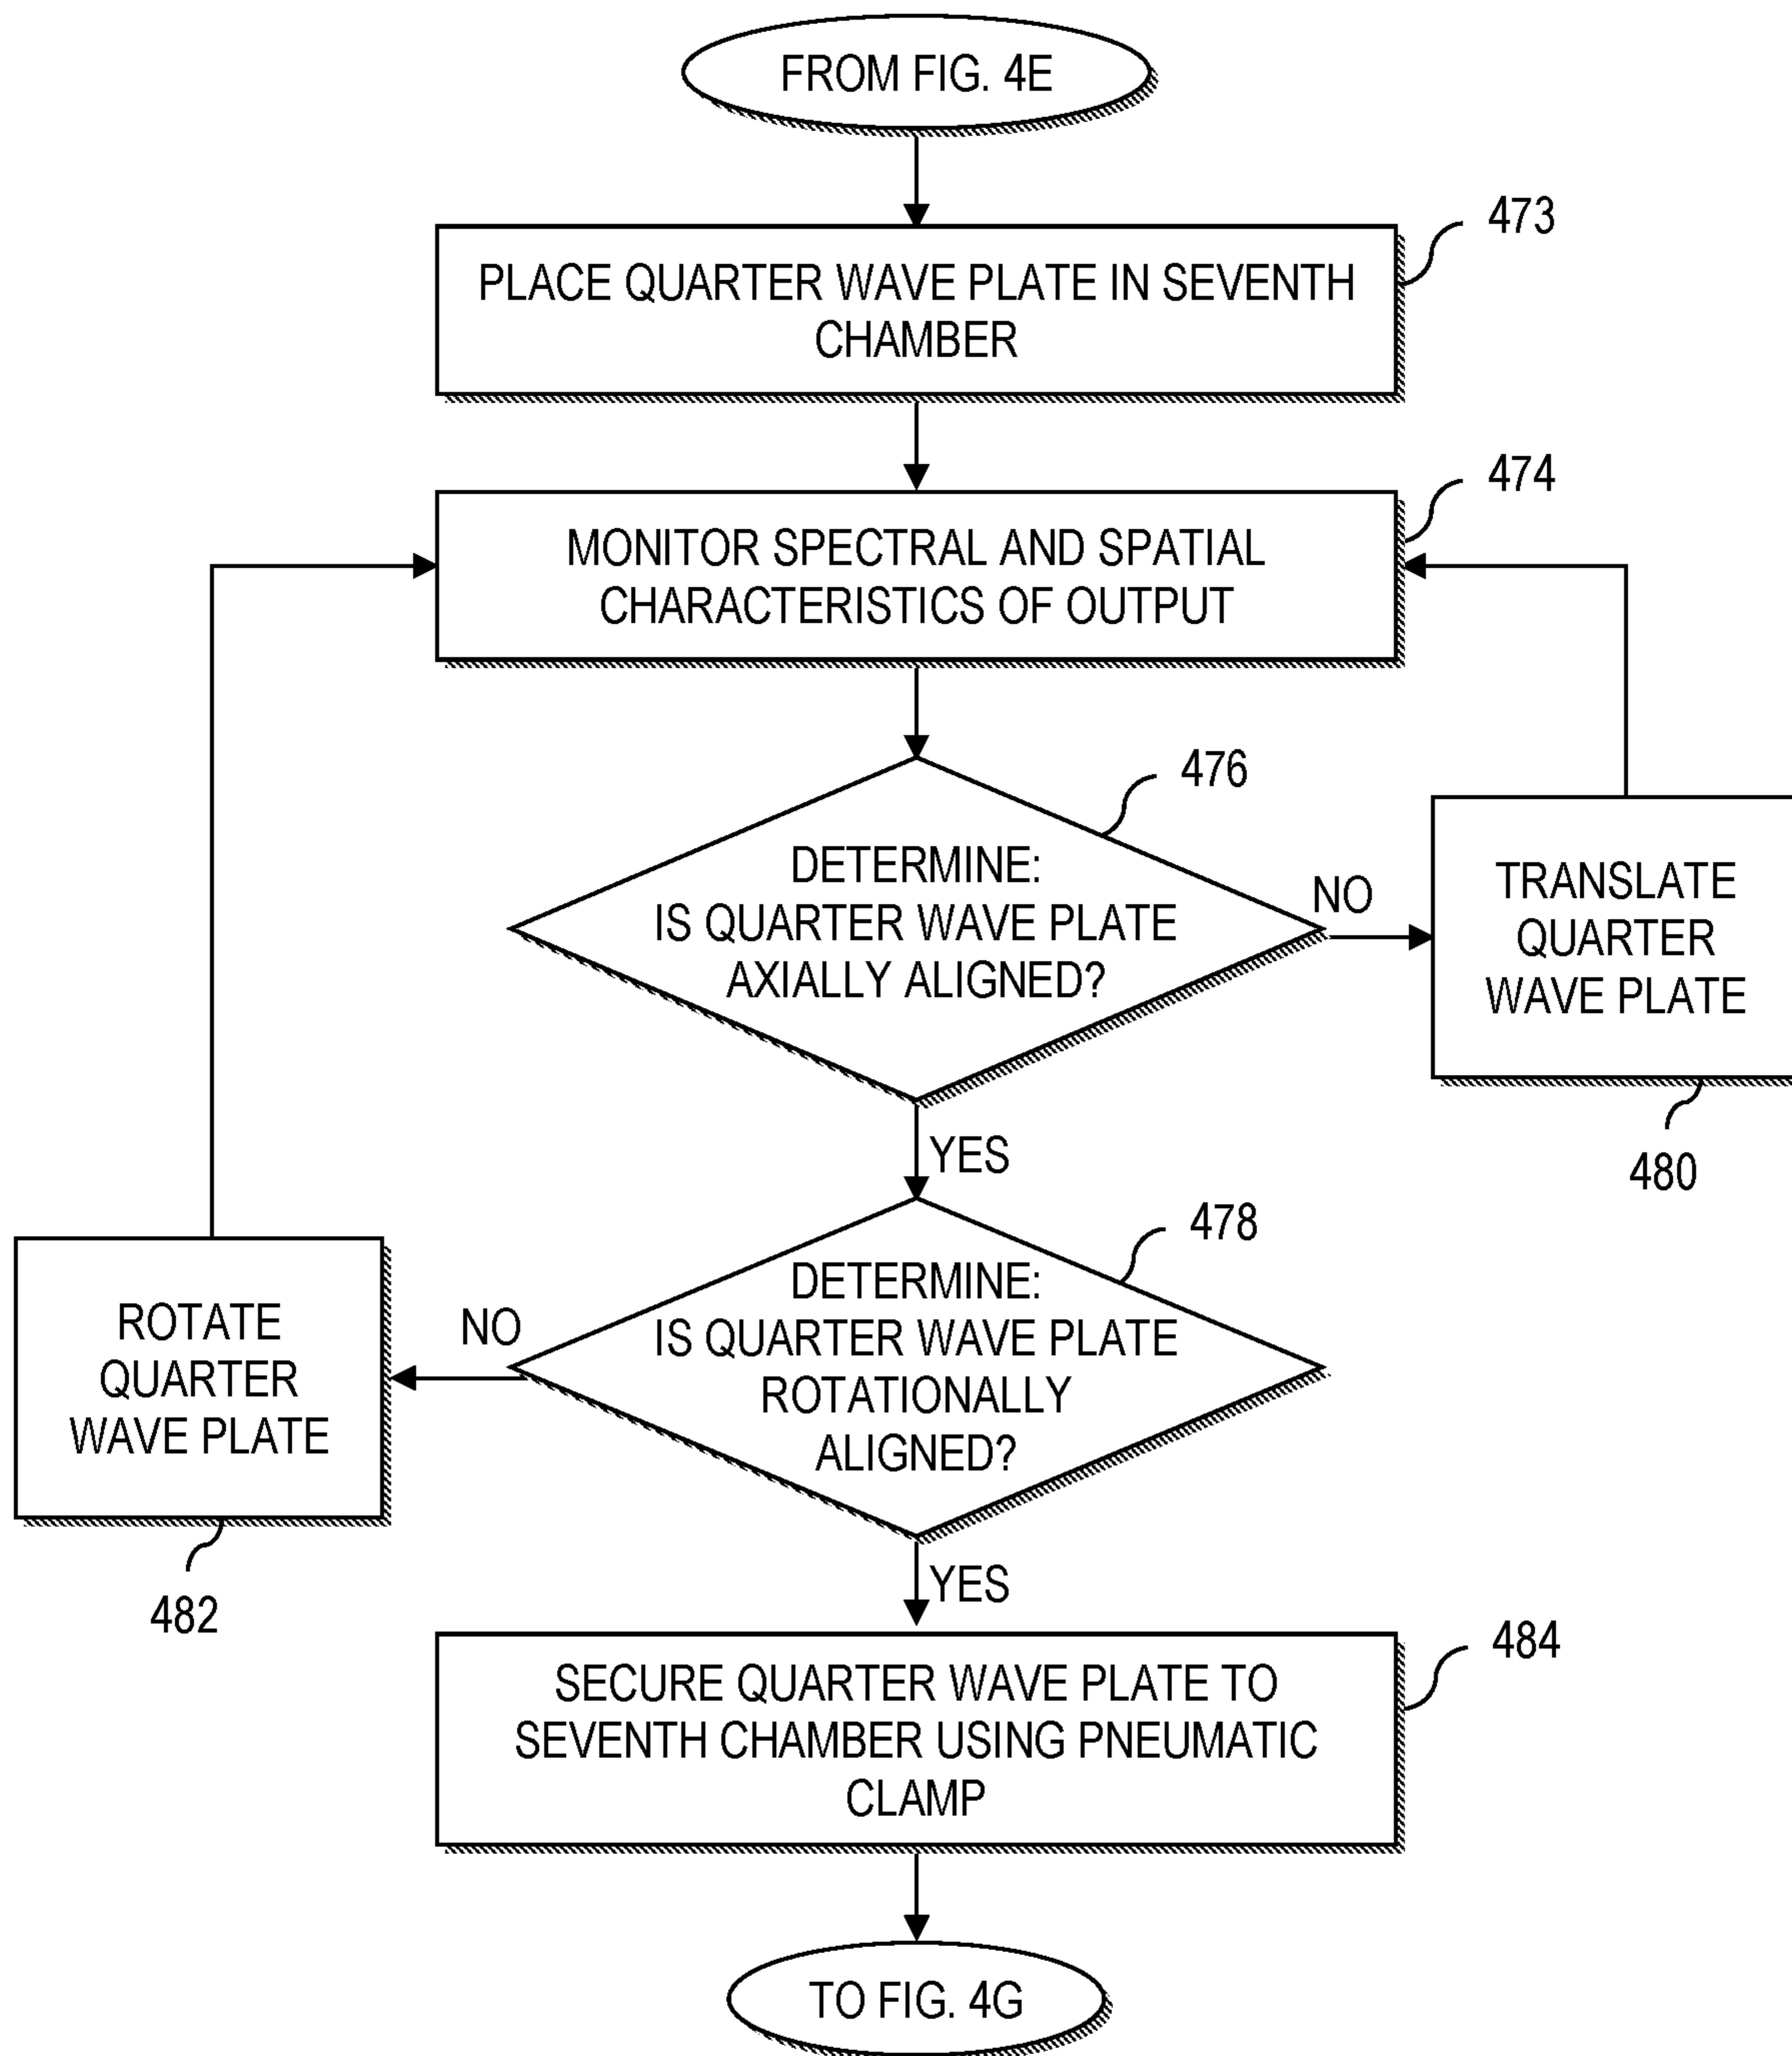 FROM FIG. 4E
473
PLACE QUARTER WAVE PLATE IN SEVENTH
CHAMBER
474
MONITOR SPECTRAL AND SPATIAL
CHARACTERISTICS OF OUTPUT
476
DETERMINE:
IS QUARTER WAVE PLATE
AXIALLY ALIGNED?
NO
TRANSLATE
QUARTER
WAVE PLATE
480
YES
478
DETERMINE:
IS QUARTER WAVE PLATE
ROTATIONALLY
ALIGNED?
NO
ROTATE
QUARTER
WAVE PLATE
482
YES
484
SECURE QUARTER WAVE PLATE TO
SEVENTH CHAMBER USING PNEUMATIC
CLAMP
TO FIG. 4G